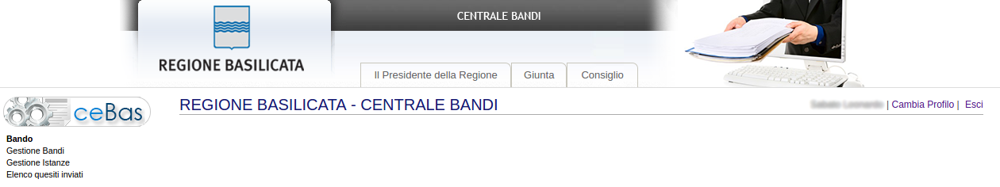 CENTRALE BANDI
REGIONE BASILICATA
Il Presidente della Regione
Giunta
Consiglio
ceBas
REGIONE BASILICATA - CENTRALE BANDI
| Cambia Profilo | Esci
Bando
Gestione Bandi
Gestione Istanze
Elenco quesiti inviati